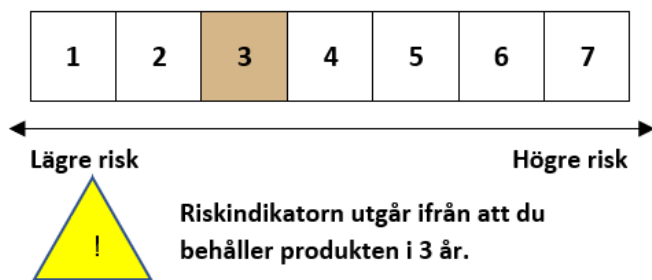 1 2 3 4 5 6 7
Lägre risk Högre risk
! Riskindikatorn utgår ifrån att du
behåller produkten i 3 år.